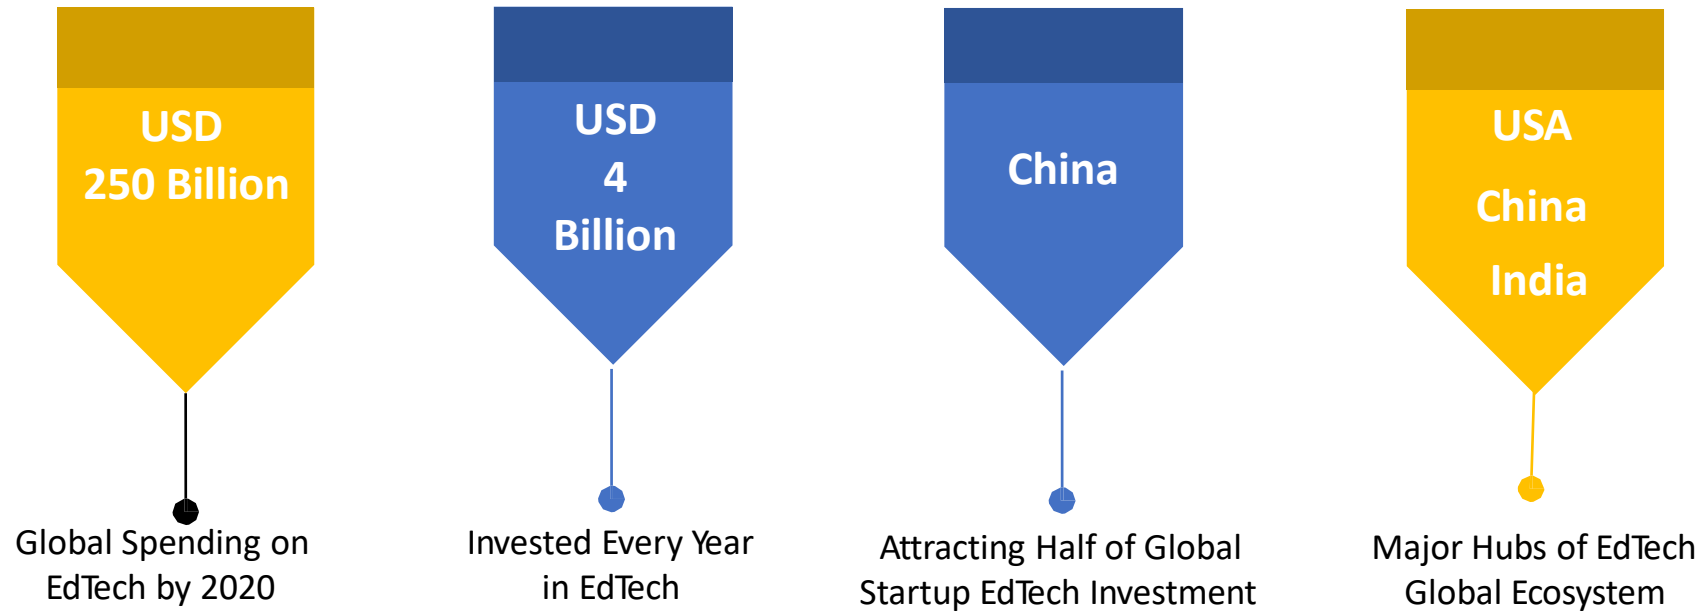 USD
250 Billion
Global Spending on
EdTech by 2020
USD
4
Billion
Invested Every Year
in EdTech
China
Attracting Half of Global
Startup EdTech Investment
USA
China
India
Major Hubs of EdTech
Global Ecosystem